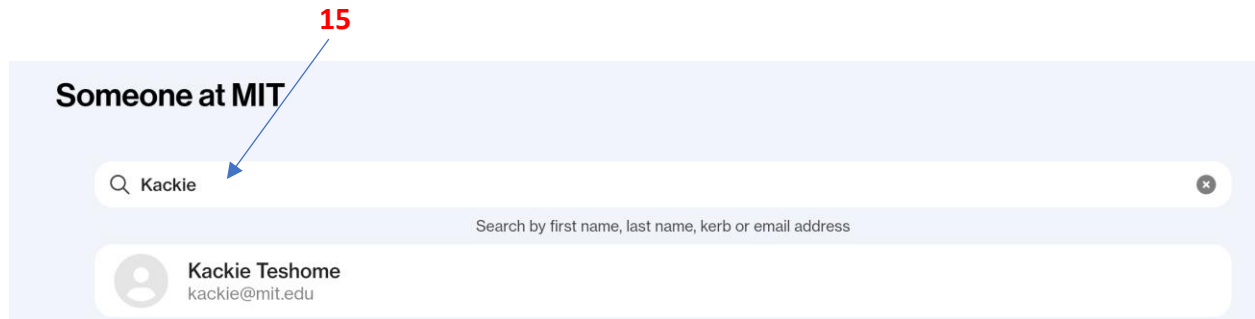 15
Someone at MIT
Kackie
Search by first name, last name, kerb or email address
Kackie Teshome
kackie@mit.edu